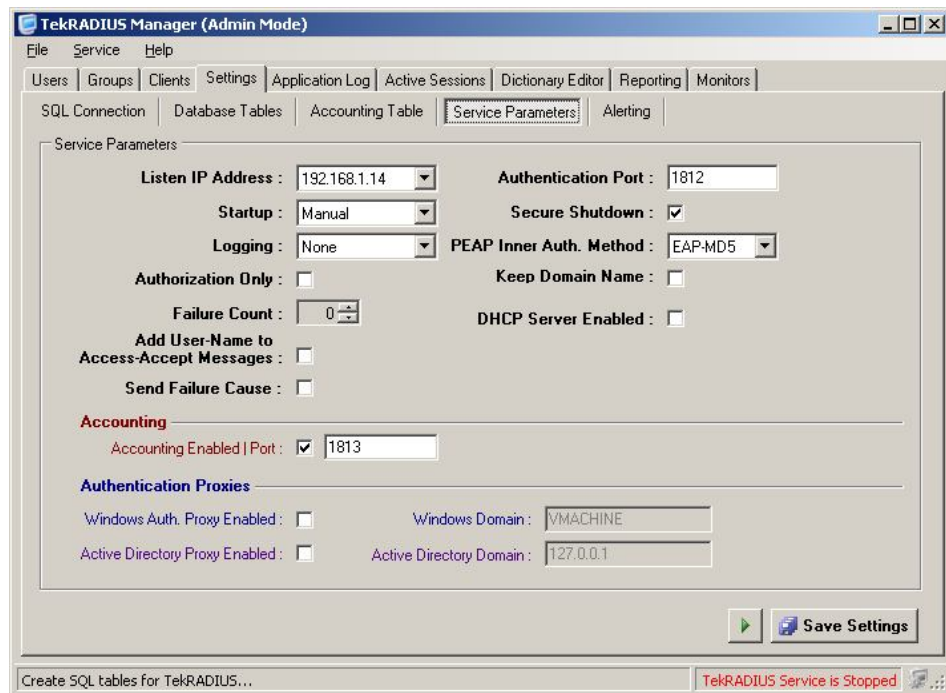 TekRADIUS Manager (Admin Mode)
File Service Help
Users Groups Clients Settings Application Log Active Sessions Dictionary Editor Reporting Monitors
SQL Connection Database Tables Accounting Table Service Parameters Alerting
Service Parameters
Listen IP Address : 192.168.1.14 Authentication Port : 1812
Startup : Manual Secure Shutdown :
Logging : None PEAP Inner Auth. Method : EAP-MD5
Authorization Only : Keep Domain Name :
Failure Count : 0 DHCP Server Enabled :
Add User-Name to
Access-Accept Messages :
Send Failure Cause :
Accounting
Accounting Enabled | Port : 1813
Authentication Proxies
Windows Auth. Proxy Enabled : Windows Domain : VMACHINE
Active Directory Proxy Enabled : Active Directory Domain : 127.0.0.1
Save Settings
Create SQL tables for TekRADIUS... TekRADIUS Service is Stopped